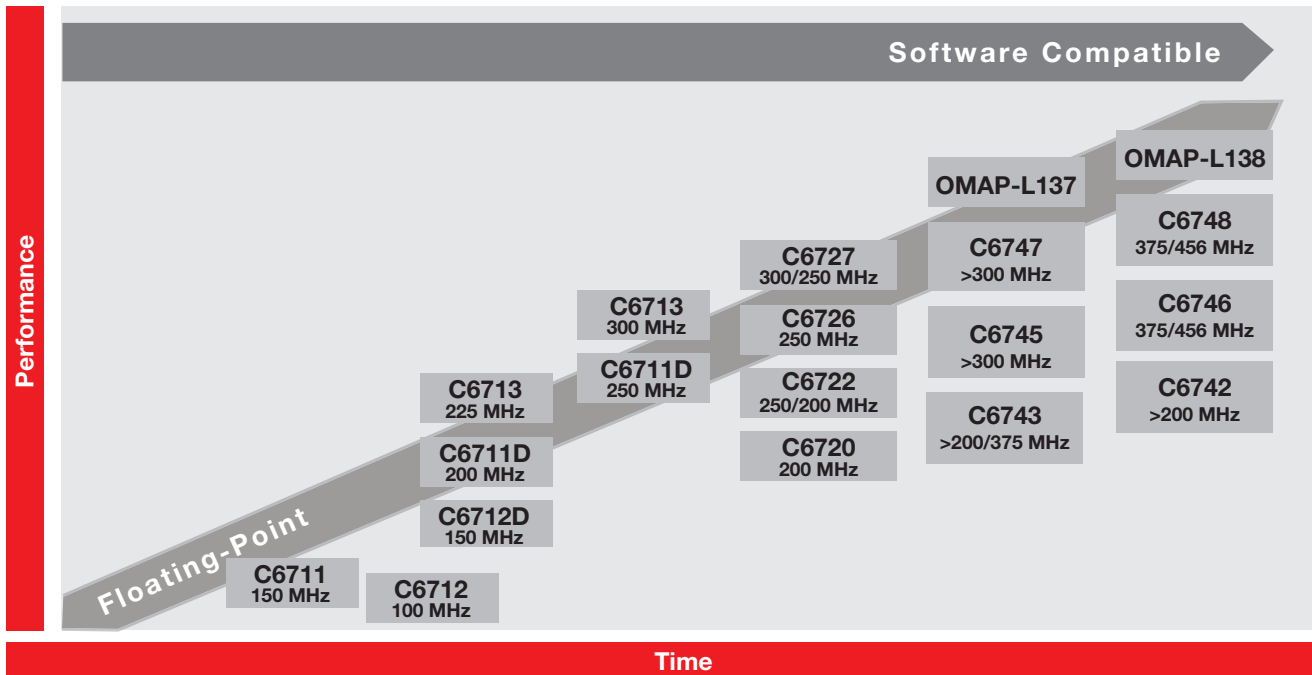 Software Compatible
Performance
OMAP-L138
OMAP-L137
C6748
375/456 MHz
C6747
>300 MHz
C6727
300/250 MHz
C6746
375/456 MHz
C6713
300 MHz
C6726
250 MHz
C6745
>300 MHz
C6711D
250 MHz
C6722
250/200 MHz
C6742
>200 MHz
C6713
225 MHz
C6743
>200/375 MHz
C6711D
200 MHz
C6720
200 MHz
C6712D
150 MHz
Floating-Point
C6711
150 MHz
C6712
100 MHz
Time